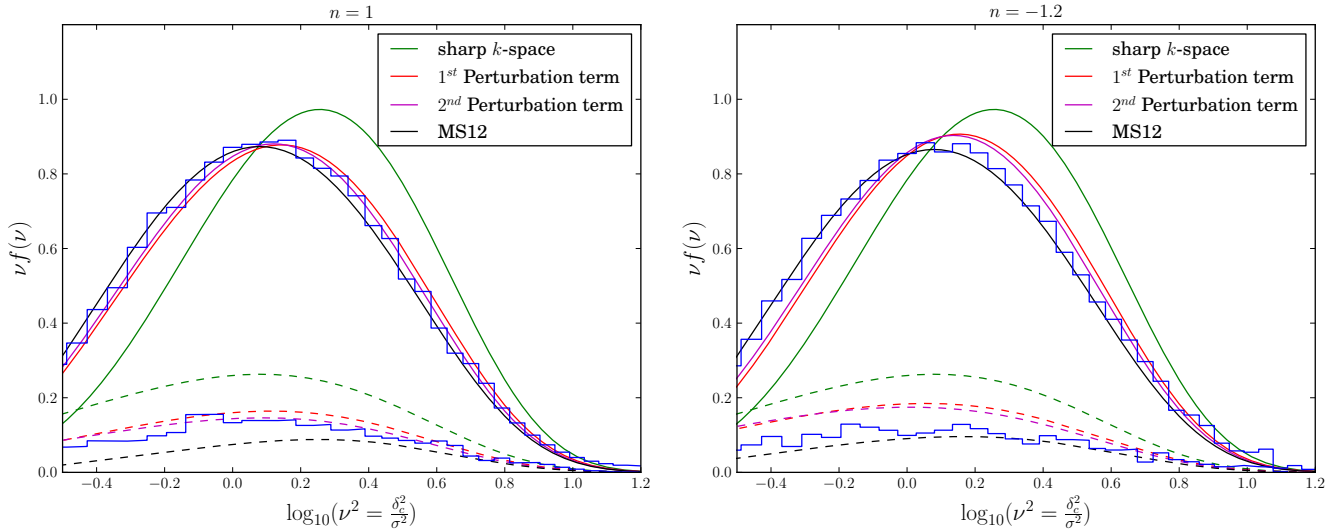 n = 1
sharp k-space
1st Perturbation term
2nd Perturbation term
MS12
νf(ν)
1.0
0.8
0.6
0.4
0.2
0.0
−0.4 −0.2 0.0 0.2 0.4 0.6 0.8 1.0 1.2
log10(ν² = δc²/σ²)
n = −1.2
sharp k-space
1st Perturbation term
2nd Perturbation term
MS12
νf(ν)
1.0
0.8
0.6
0.4
0.2
0.0
−0.4 −0.2 0.0 0.2 0.4 0.6 0.8 1.0 1.2
log10(ν² = δc²/σ²)